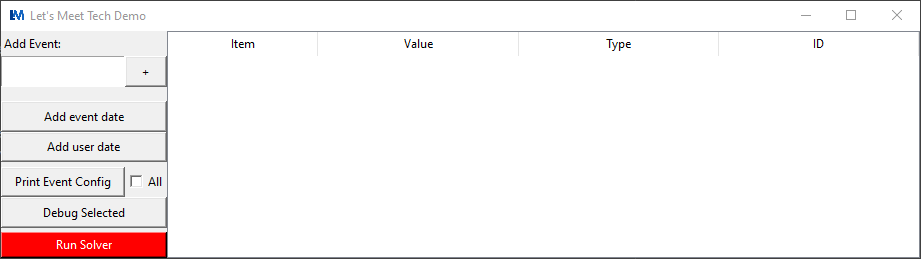 LM Let's Meet Tech Demo
Add Event:
Item Value Type ID
+
Add event date
Add user date
Print Event Config All
Debug Selected
Run Solver